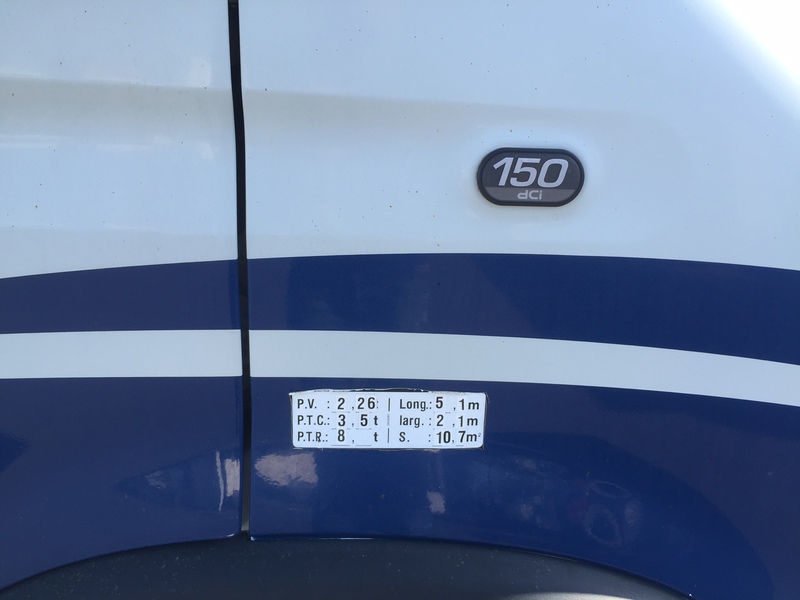 150
dCi
P.V. : 2,26t | Long.: 5,1m
P.T.C.: 3,5t | larg.: 2,1m
P.T.R.: 8, t | S. : 10,7m²